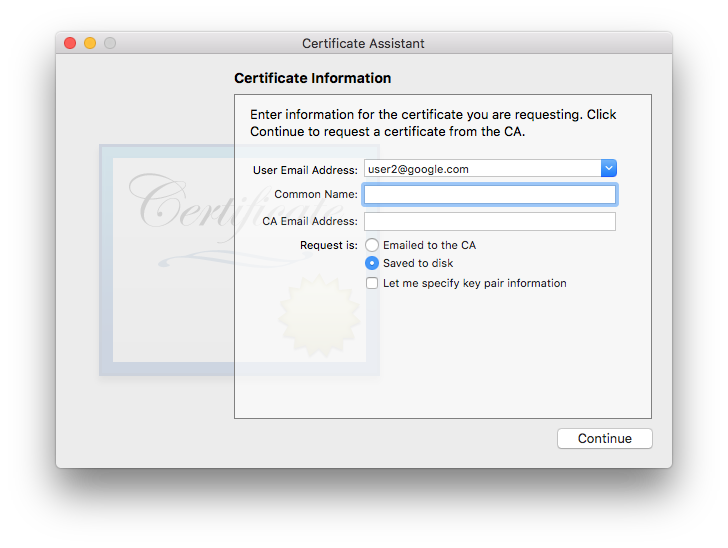 Certificate Assistant
Certificate Information
Enter information for the certificate you are requesting. Click
Continue to request a certificate from the CA.
Certificate
User Email Address: user2@google.com
Common Name:
CA Email Address:
Request is: Emailed to the CA
Saved to disk
Let me specify key pair information
Continue